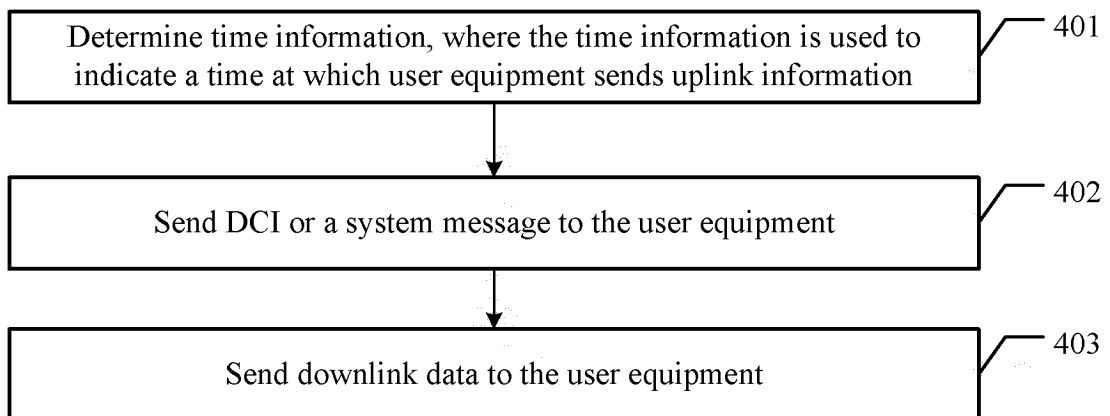 Determine time information, where the time information is used to
indicate a time at which user equipment sends uplink information
401
Send DCI or a system message to the user equipment
402
Send downlink data to the user equipment
403